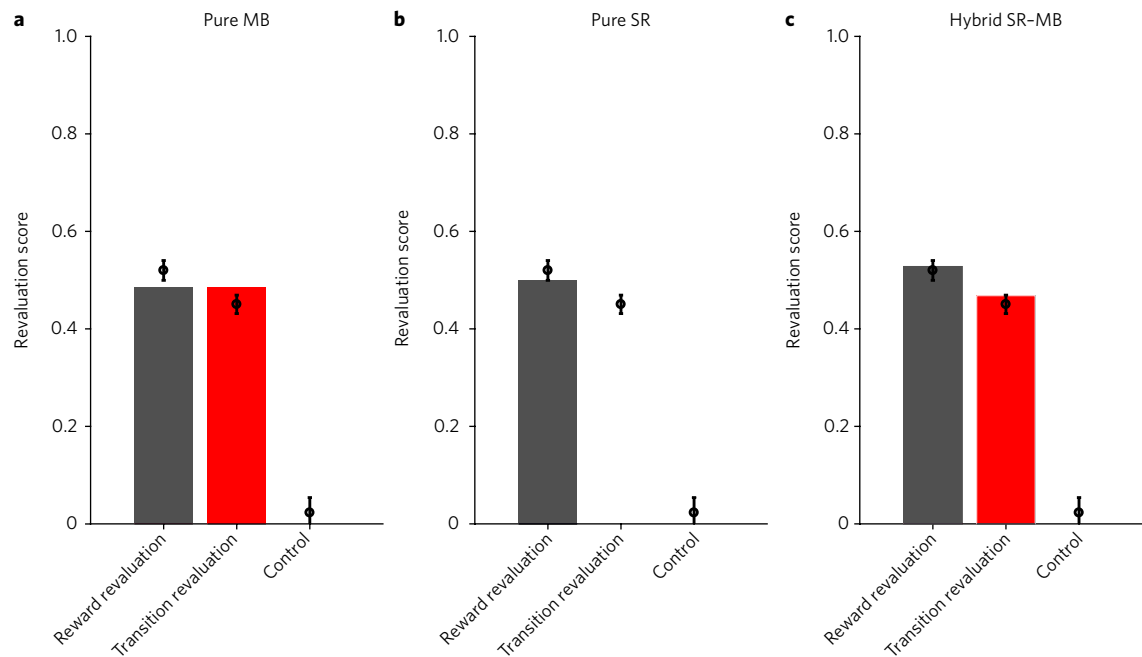 a
Pure MB
1.0
0.8
0.6
0.4
0.2
0
Revaluation score
Reward revaluation
Transition revaluation
Control
b
Pure SR
1.0
0.8
0.6
0.4
0.2
0
Revaluation score
Reward revaluation
Transition revaluation
Control
c
Hybrid SR–MB
1.0
0.8
0.6
0.4
0.2
0
Revaluation score
Reward revaluation
Transition revaluation
Control